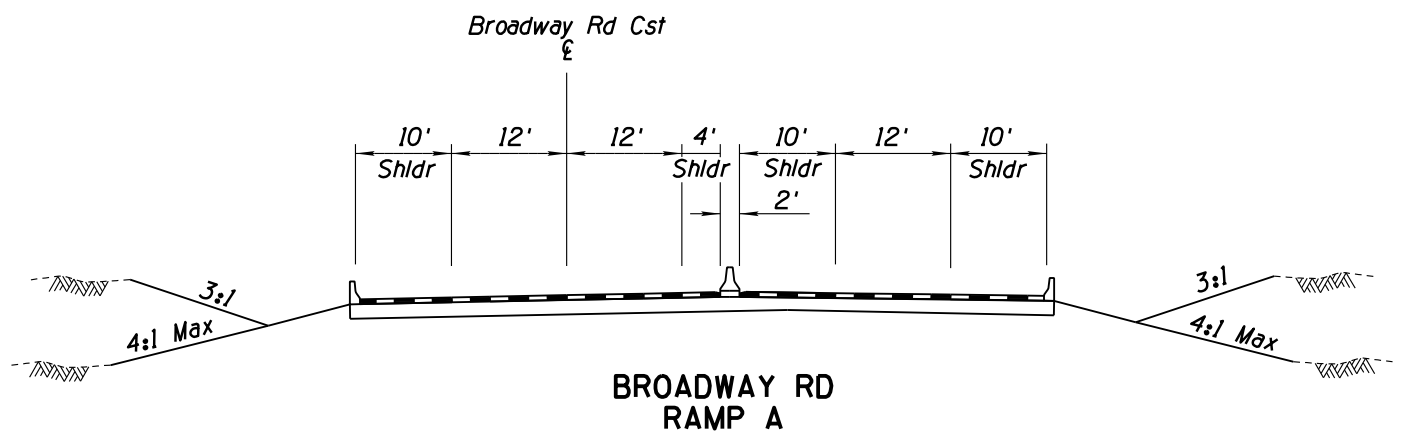 Broadway Rd Cst
℄
10' 12' 12' 4' 10' 12' 10'
Shldr Shldr Shldr Shldr
2'
3:1 3:1
4:1 Max 4:1 Max
BROADWAY RD
RAMP A